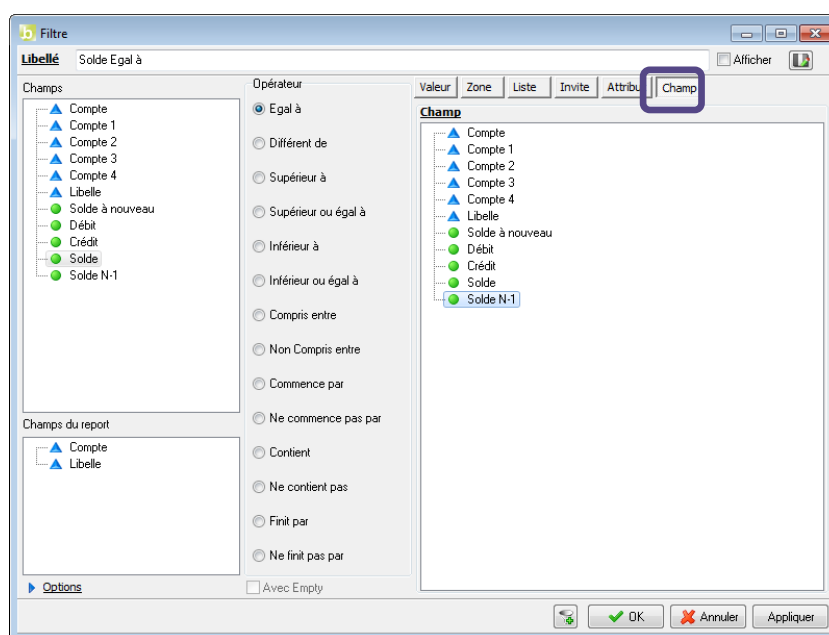 Filtre
Libellé Solde Egal à Afficher
Champs
Compte
Compte 1
Compte 2
Compte 3
Compte 4
Libelle
Solde à nouveau
Débit
Crédit
Solde
Solde N-1
Champs du report
Compte
Libelle
Options
Opérateur
Egal à
Différent de
Supérieur à
Supérieur ou égal à
Inférieur à
Inférieur ou égal à
Compris entre
Non Compris entre
Commence par
Ne commence pas par
Contient
Ne contient pas
Finit par
Ne finit pas par
Avec Empty
Valeur Zone Liste Invite Attribu Champ
Champ
Compte
Compte 1
Compte 2
Compte 3
Compte 4
Libelle
Solde à nouveau
Débit
Crédit
Solde
Solde N-1
OK Annuler Appliquer